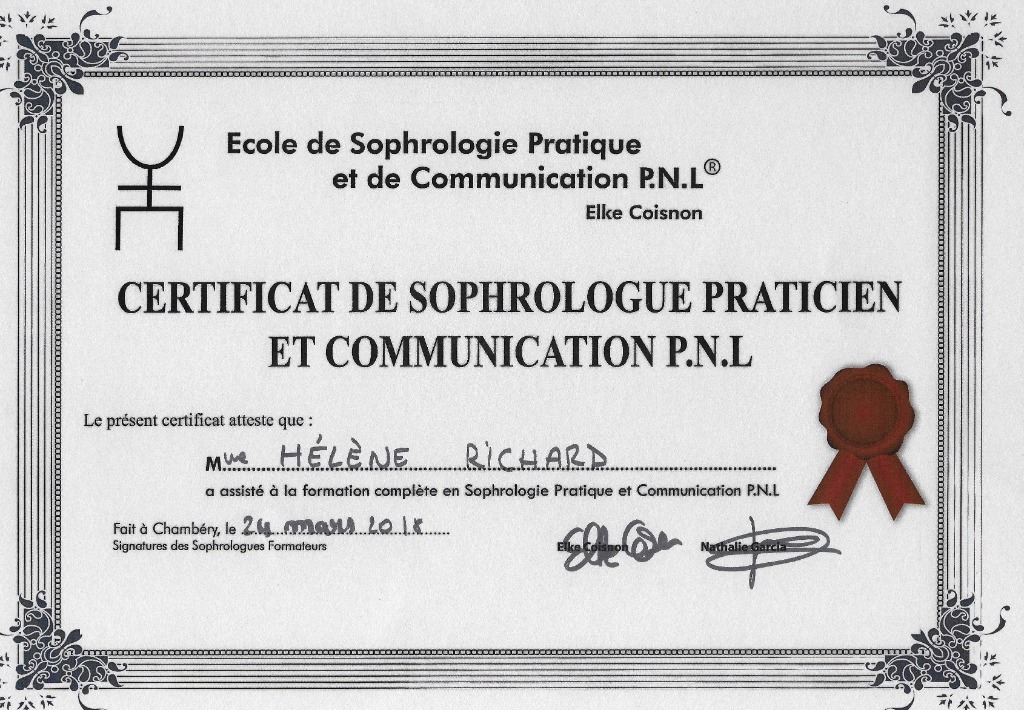 Ecole de Sophrologie Pratique
et de Communication P.N.L®
Elke Coisnon
CERTIFICAT DE SOPHROLOGUE PRATICIEN
ET COMMUNICATION P.N.L
Le présent certificat atteste que :
Mlle HÉLÈNE RICHARD
a assisté à la formation complète en Sophrologie Pratique et Communication P.N.L
Fait à Chambéry, le 24 mars 2018
Signatures des Sophrologues Formateurs
Elke Coisnon Nathalie Garcia